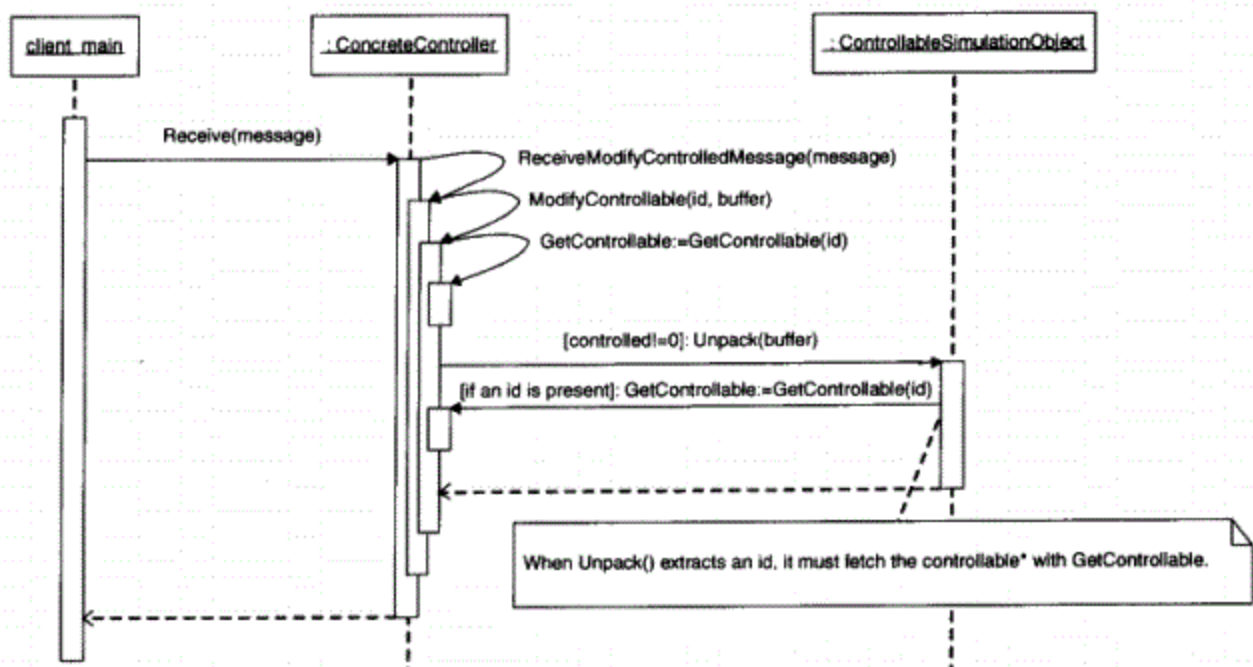 client_main
: ConcreteController
: ControllableSimulationObject
Receive(message)
ReceiveModifyControlledMessage(message)
ModifyControllable(id, buffer)
GetControllable:=GetControllable(id)
[controlled!=0]: Unpack(buffer)
[if an id is present]: GetControllable:=GetControllable(id)
When Unpack() extracts an id, it must fetch the controllable* with GetControllable.